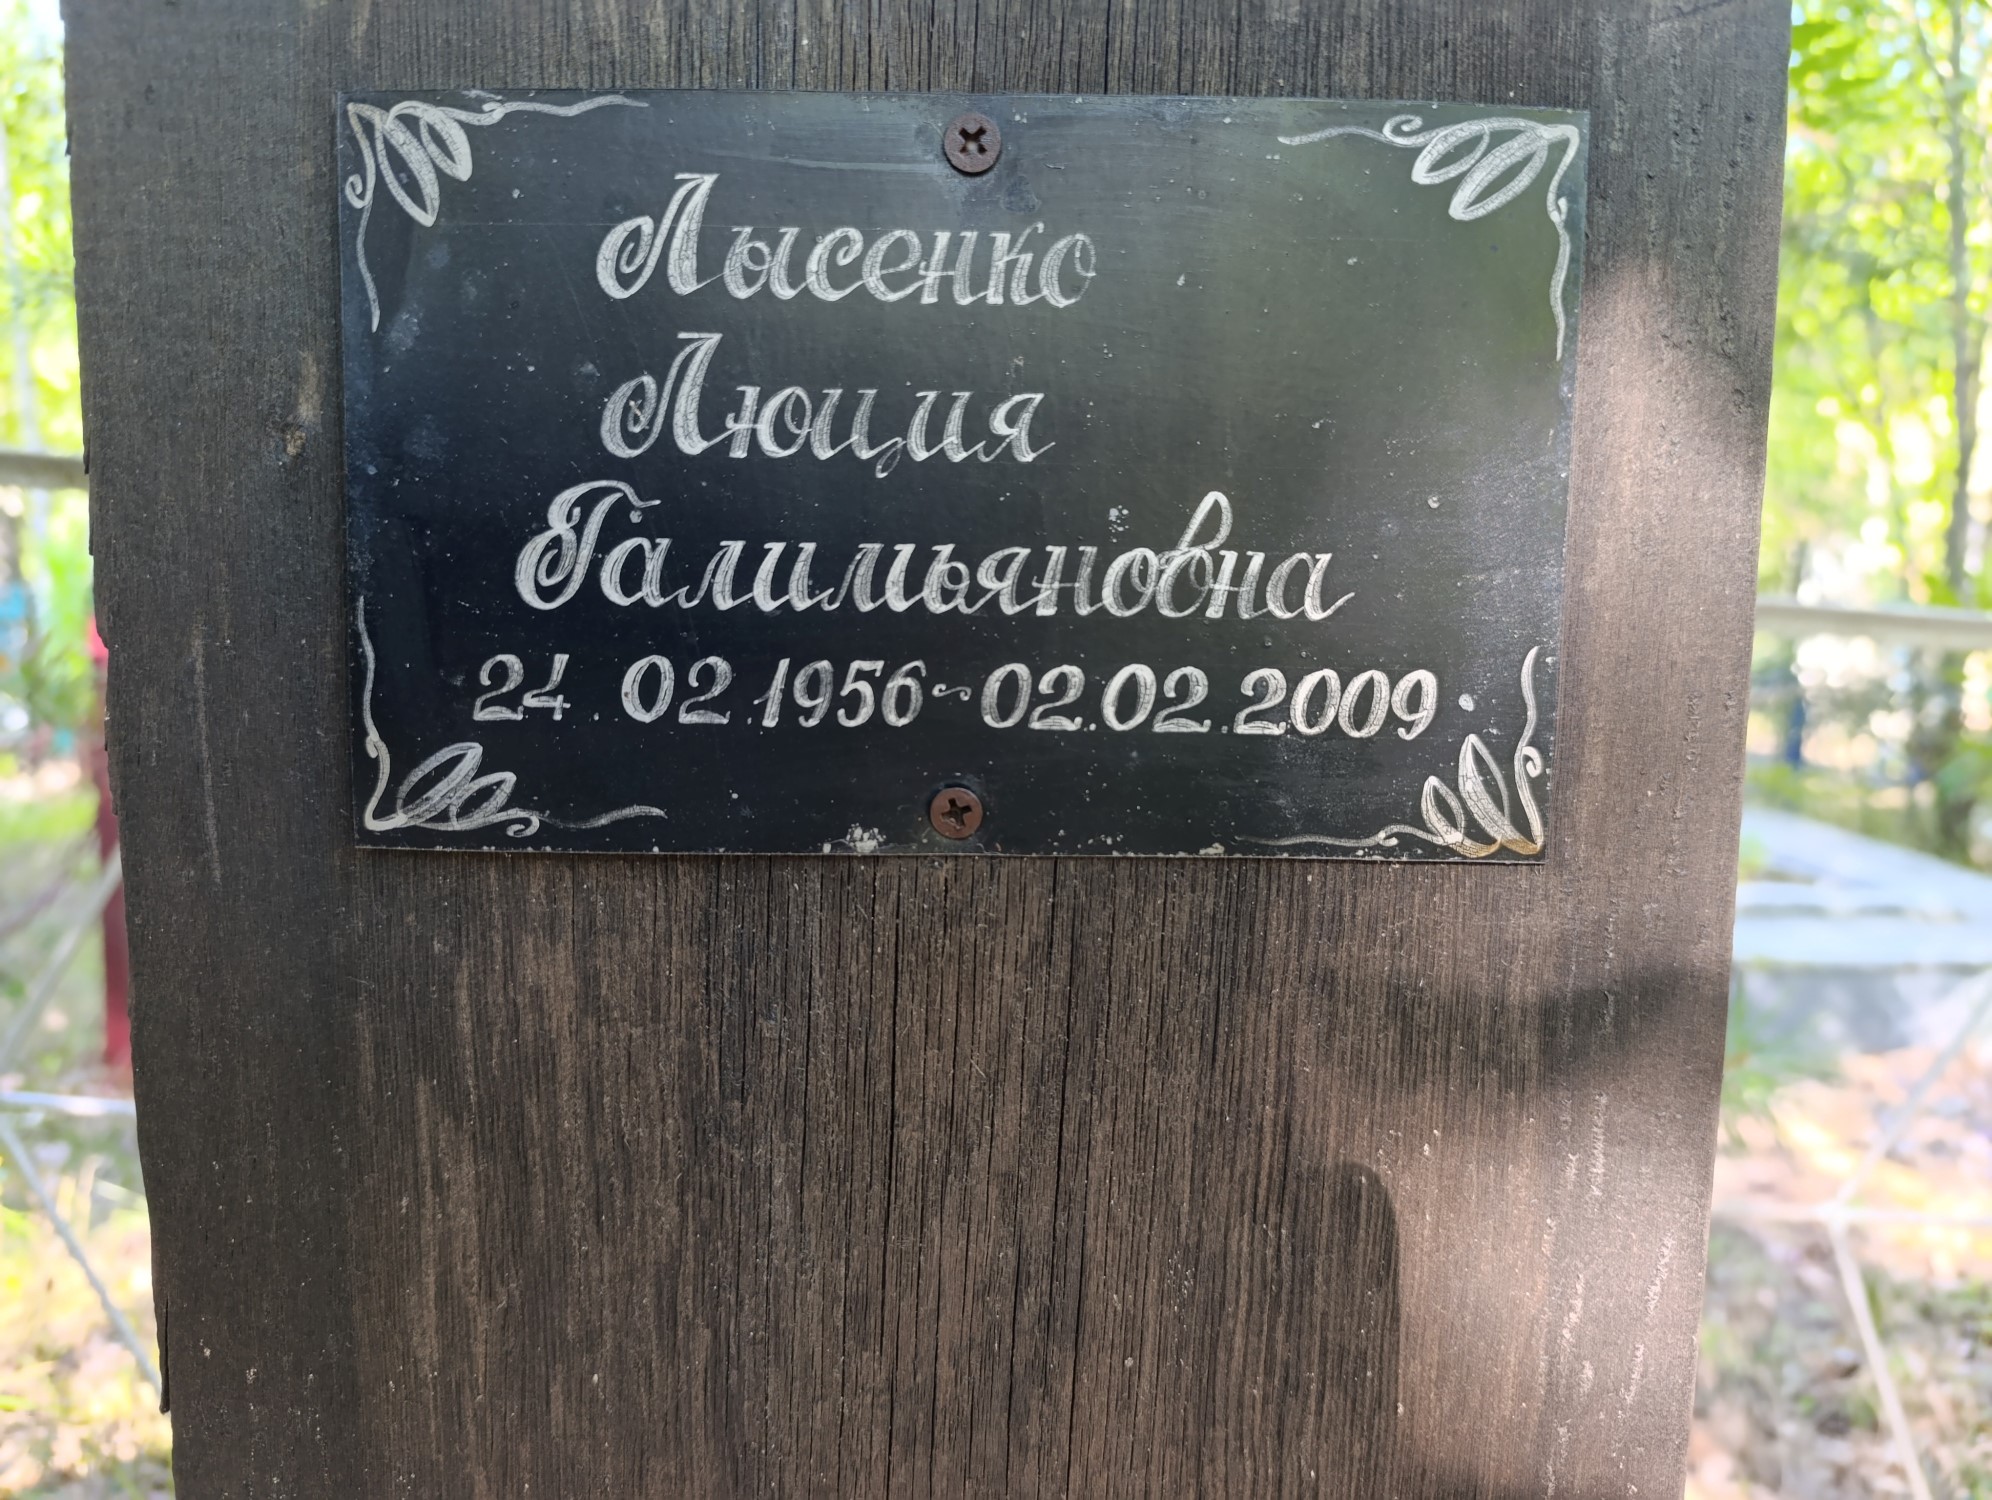 Лысенко
Люция
Галимьяновна
24.02.1956-02.02.2009.